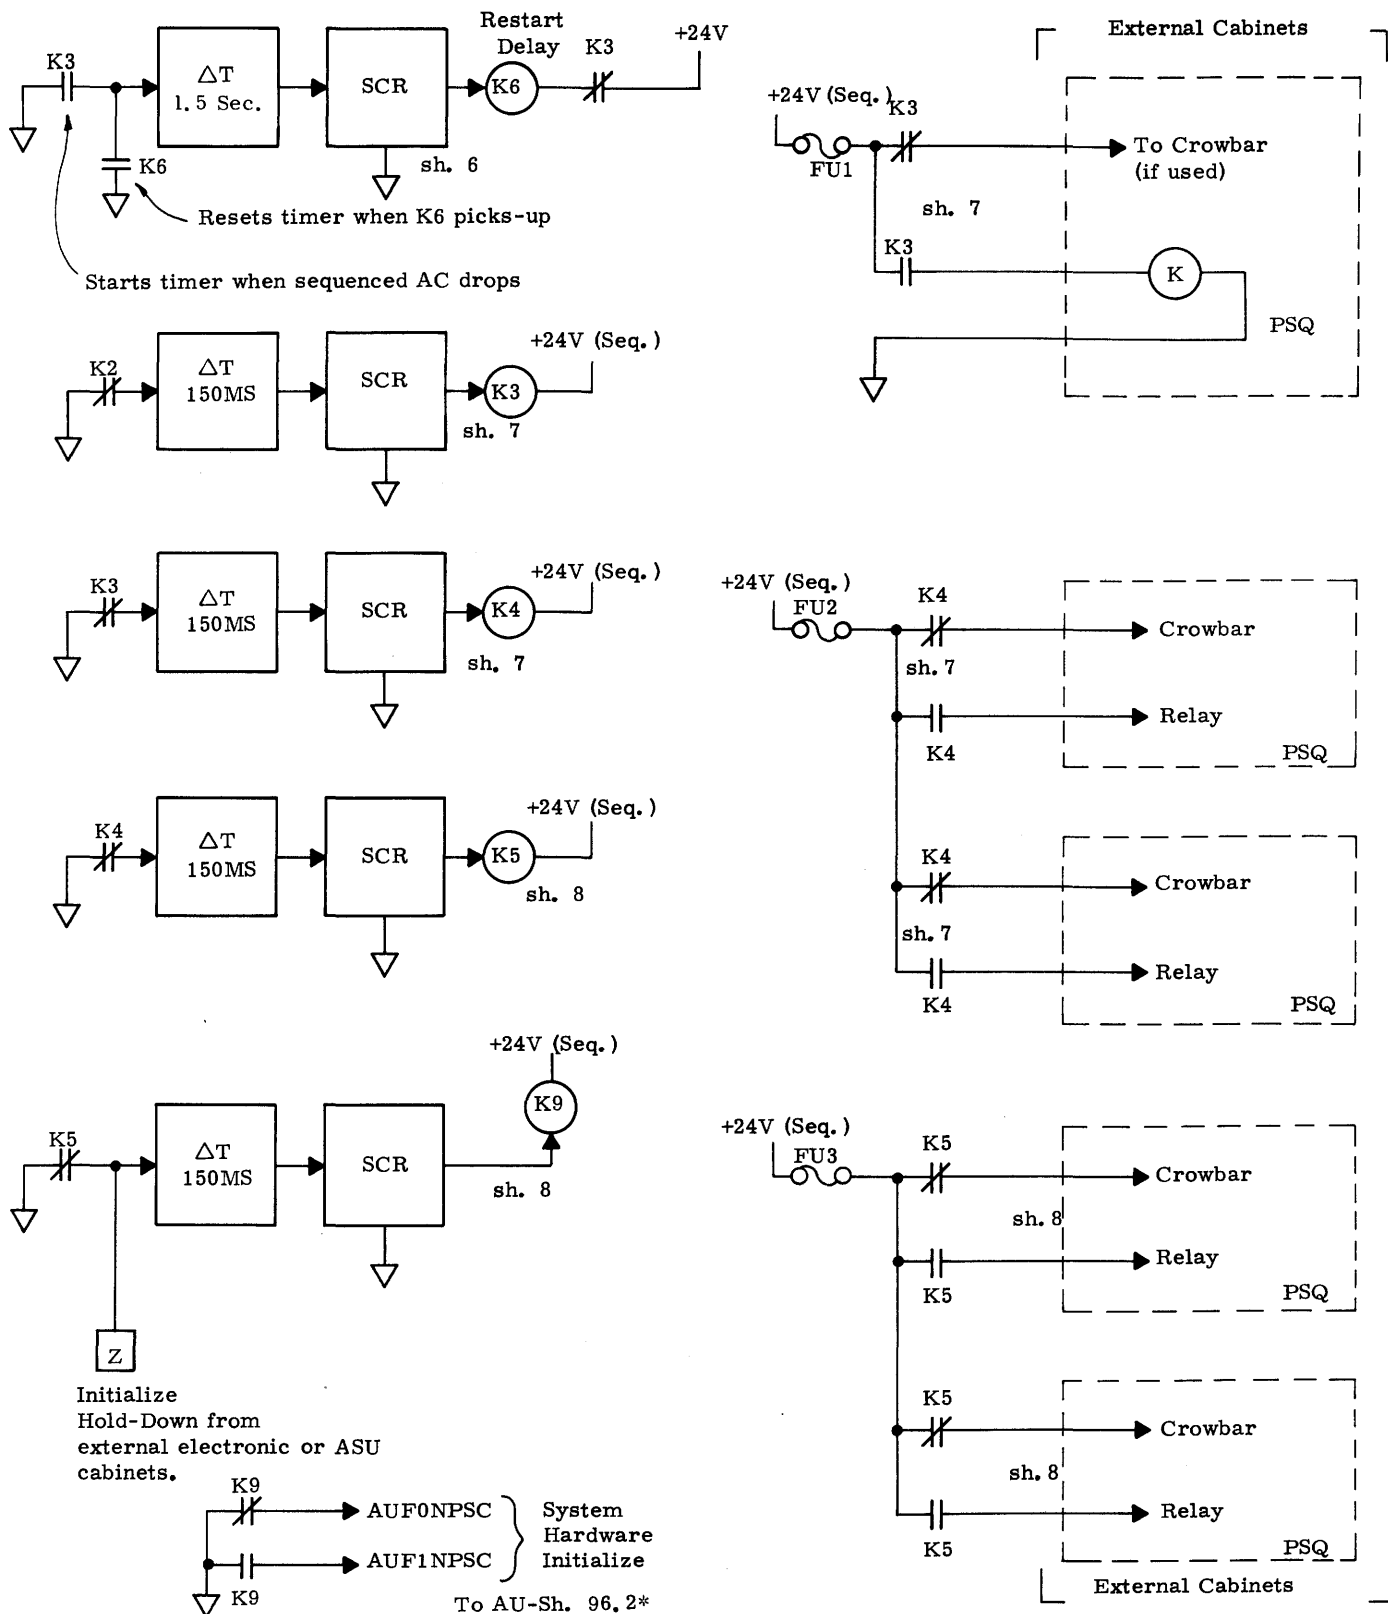 Restart
Delay
K3
+24V
K3
△T
1.5 Sec.
SCR
K6
K6
sh. 6
Resets timer when K6 picks-up
Starts timer when sequenced AC drops
External Cabinets
+24V (Seq.)
K3
FU1
To Crowbar
(if used)
sh. 7
K3
K
PSQ
+24V (Seq.)
K2
△T
150MS
SCR
K3
sh. 7
+24V (Seq.)
K3
△T
150MS
SCR
K4
sh. 7
+24V (Seq.)
FU2
K4
Crowbar
sh. 7
Relay
K4
PSQ
+24V (Seq.)
K4
△T
150MS
SCR
K5
sh. 8
K4
Crowbar
sh. 7
Relay
K4
PSQ
+24V (Seq.)
K9
K5
△T
150MS
SCR
sh. 8
Z
Initialize
Hold-Down from
external electronic or ASU
cabinets.
+24V (Seq.)
FU3
K5
Crowbar
sh. 8
Relay
K5
PSQ
K5
Crowbar
sh. 8
Relay
K5
PSQ
External Cabinets
K9
AUF0NPSC
AUF1NPSC
K9
System
Hardware
Initialize
To AU-Sh. 96.2*